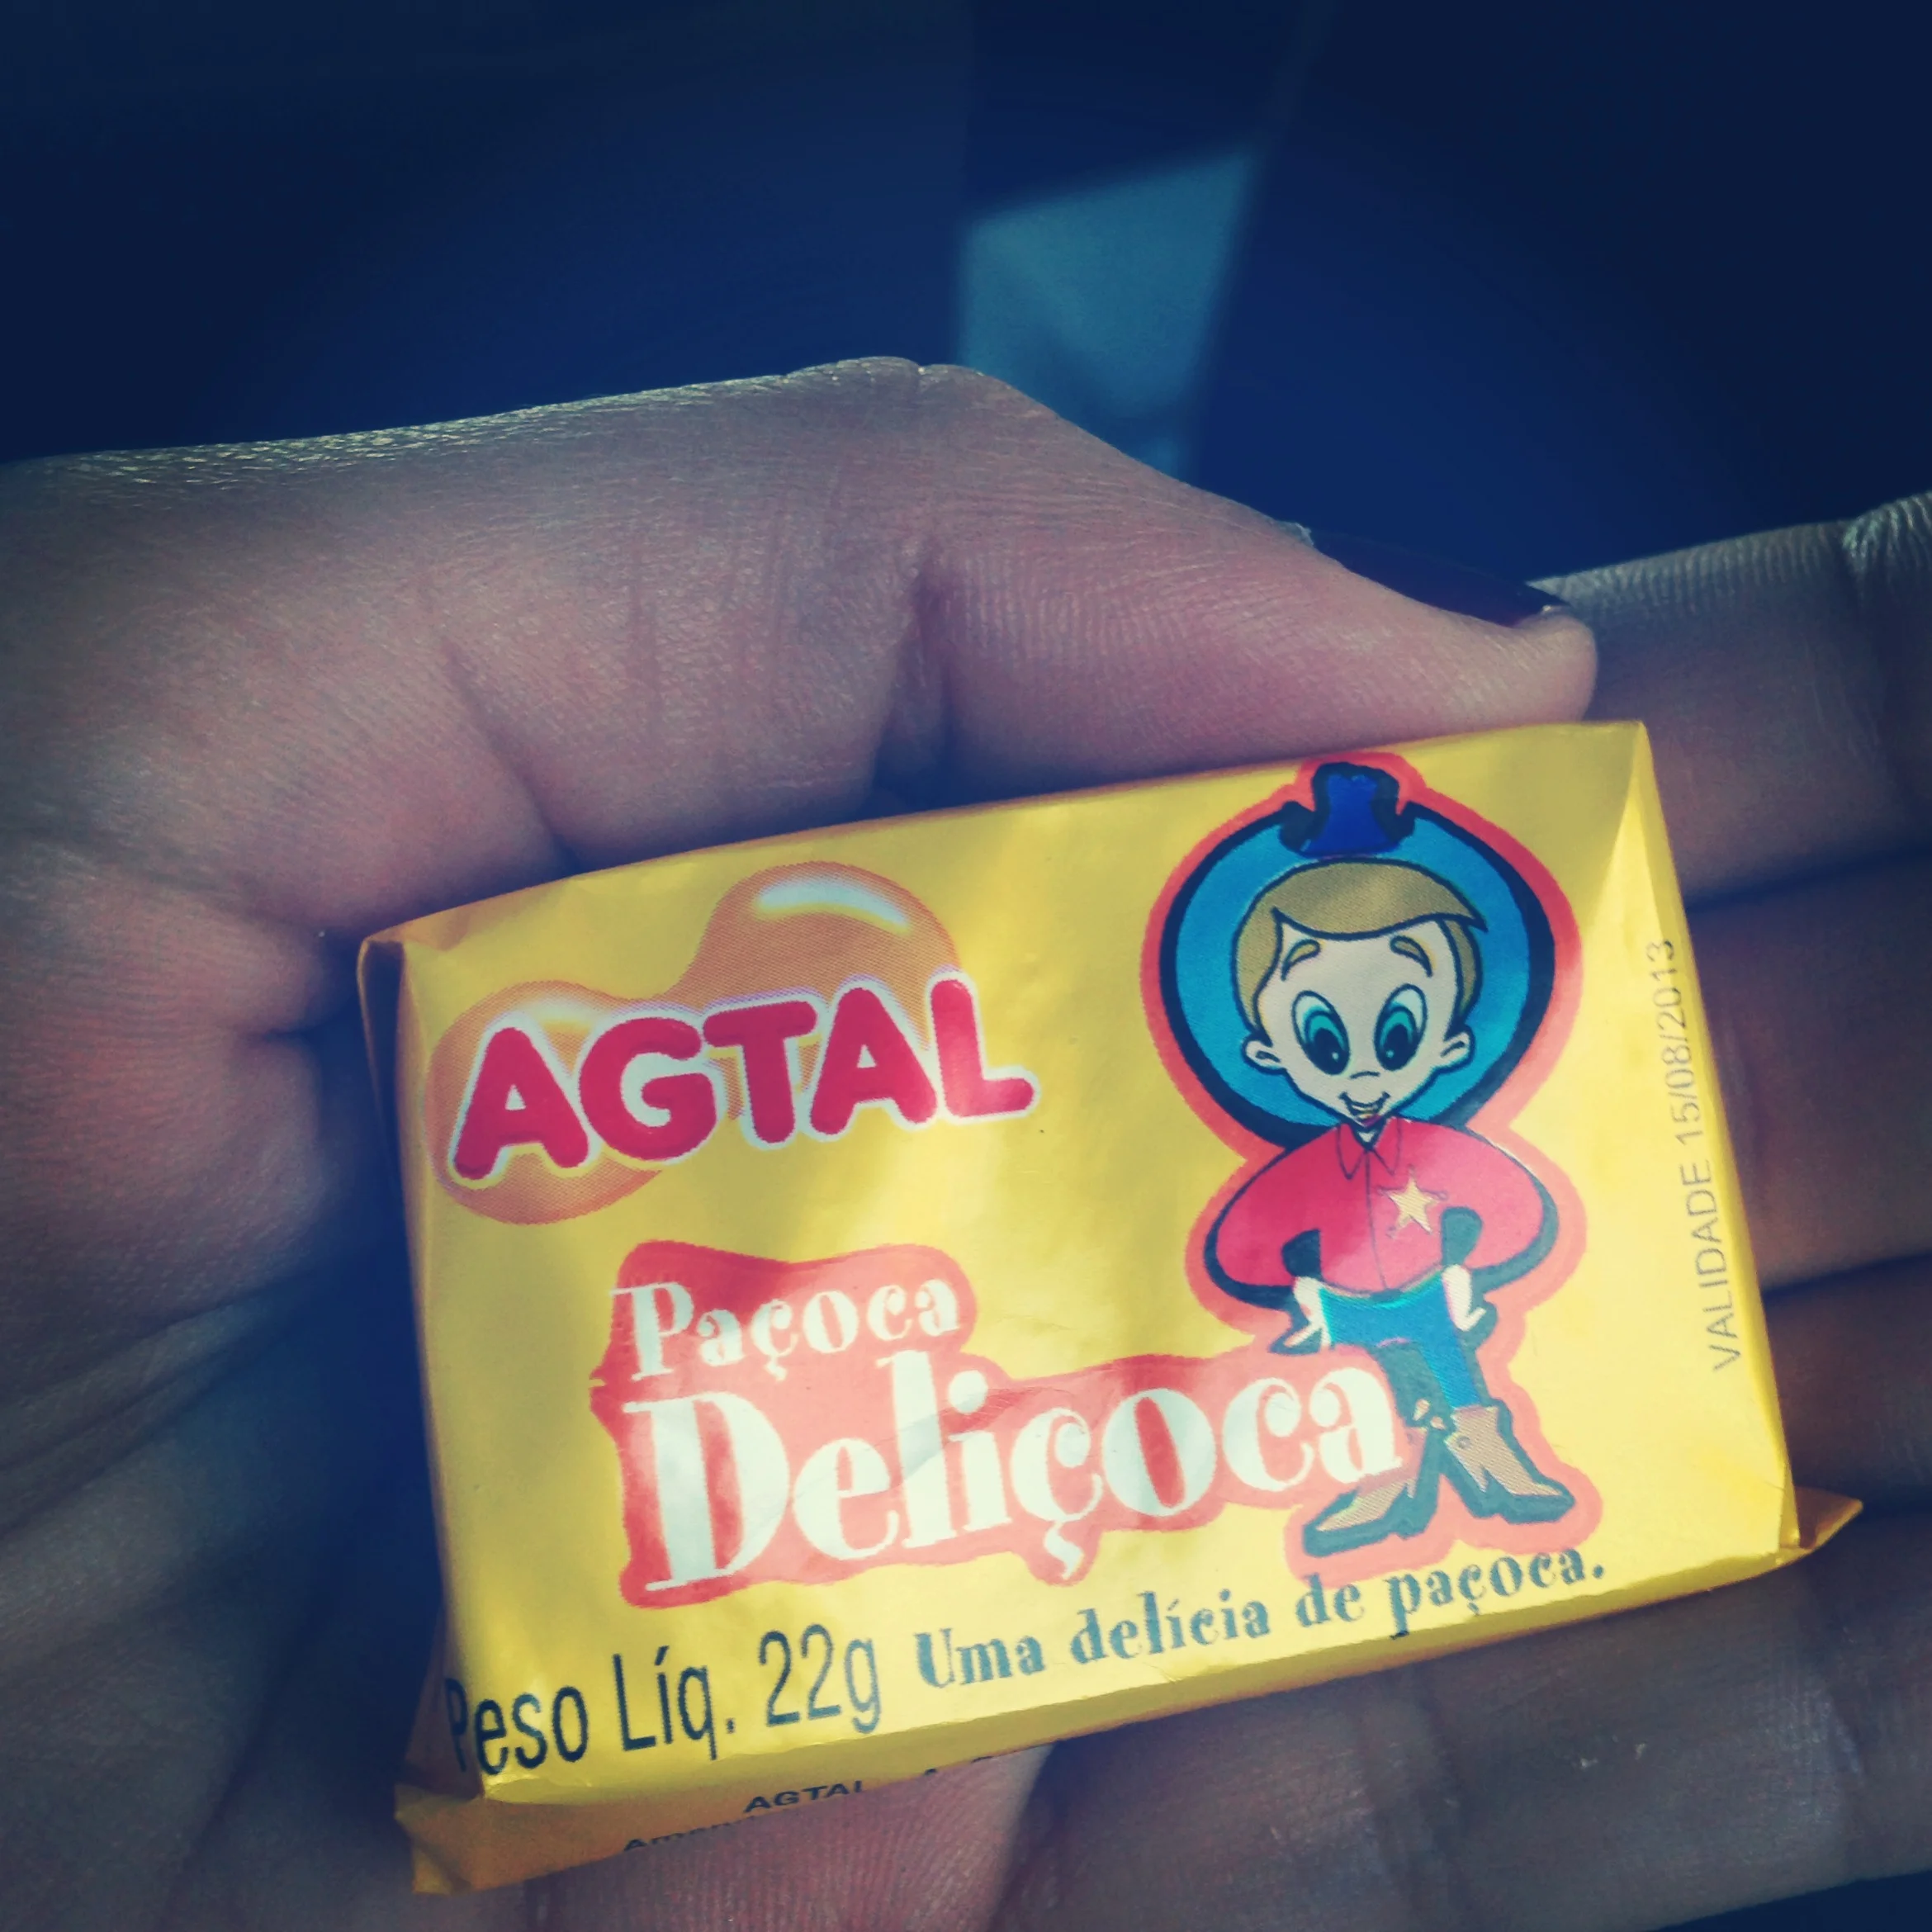 AGTAL
Paçoca
Deliçoca
Peso Líq. 22g Uma delícia de paçoca.
VALIDADE 15/08/2013
AGTAL